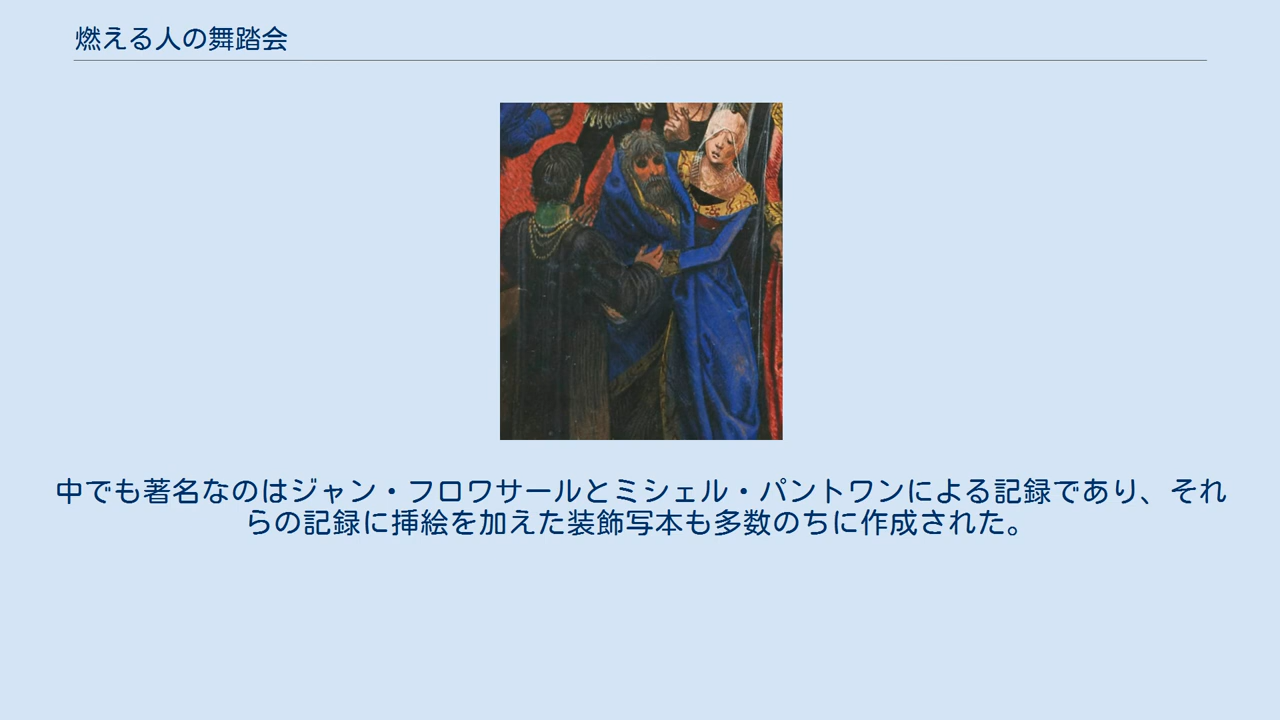 燃える人の舞踏会
中でも著名なのはジャン・フロワサールとミシェル・パントワンによる記録であり、それ
らの記録に挿絵を加えた装飾写本も多数のちに作成された。